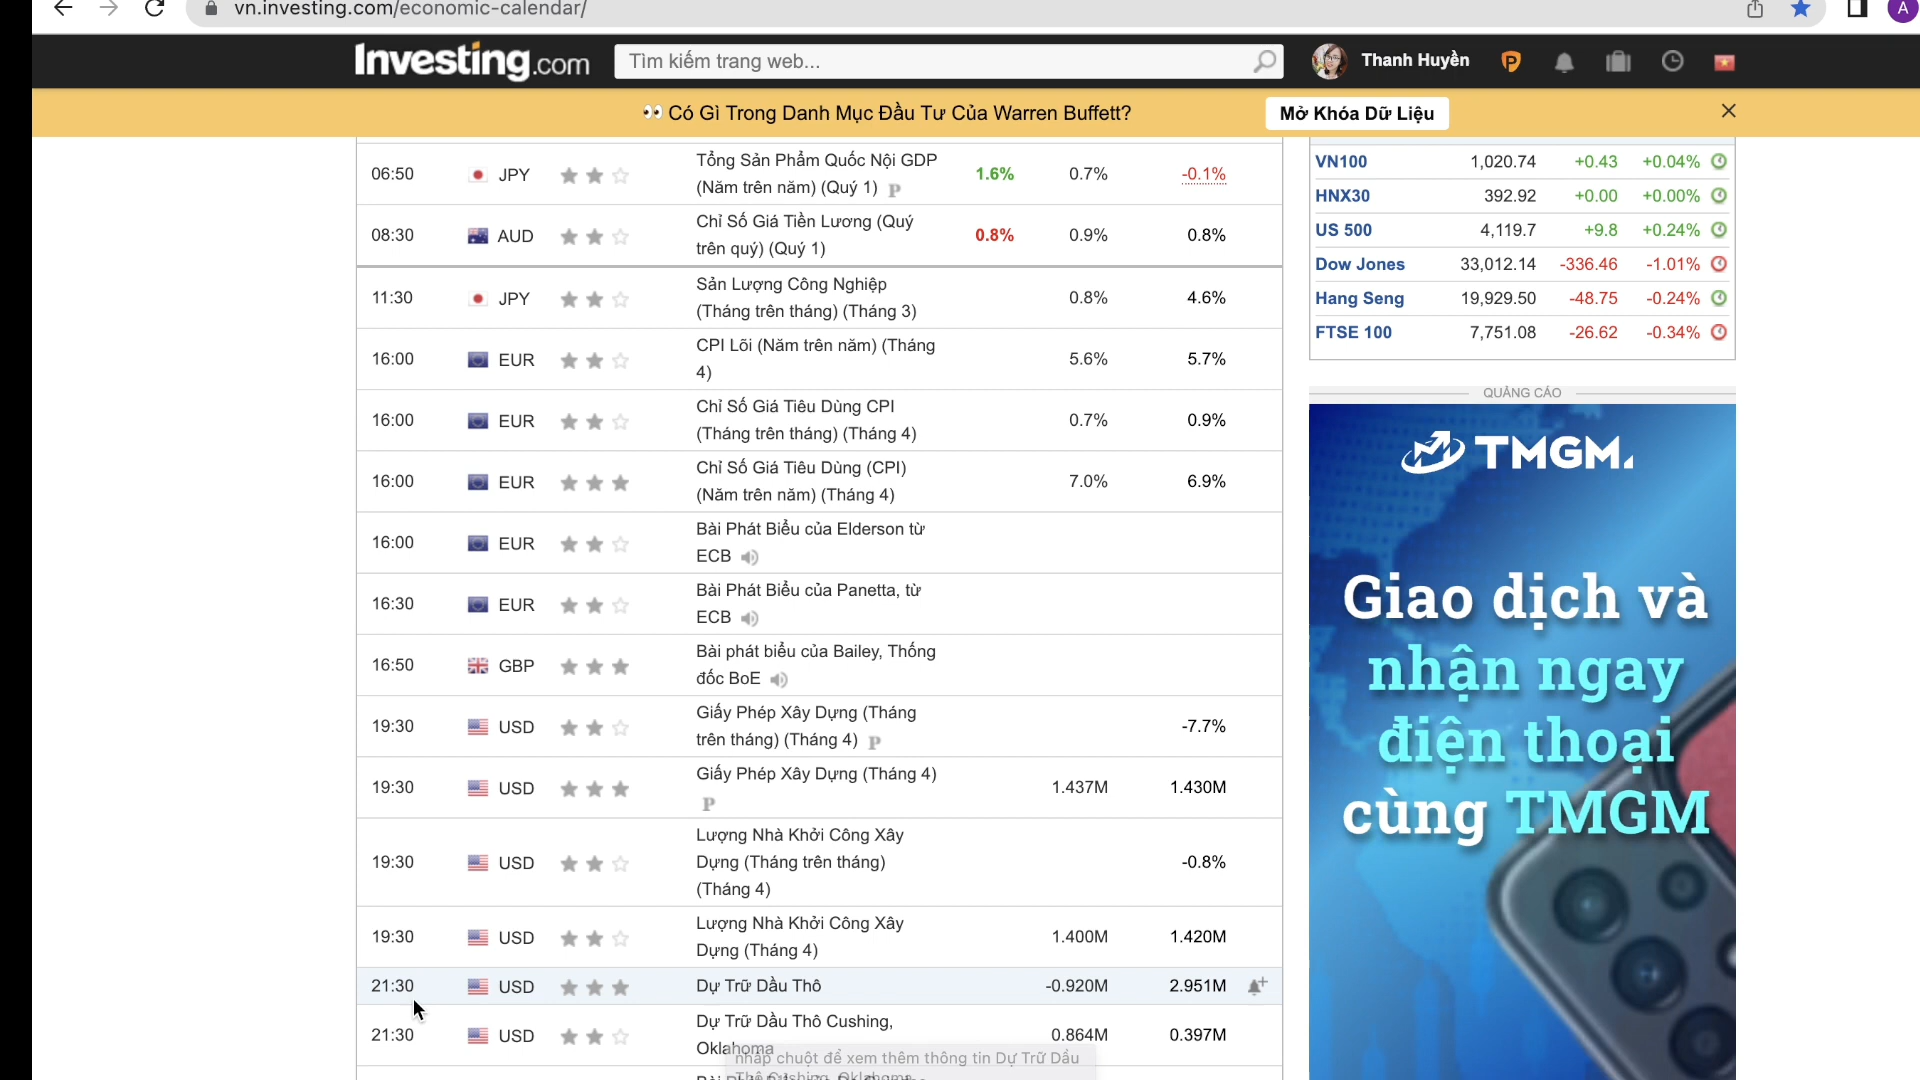 vn.investing.com/economic-calendar/
A
Investing.com
Tìm kiếm trang web...
Thanh Huyền
P
👀 Có Gì Trong Danh Mục Đầu Tư Của Warren Buffett?
Mở Khóa Dữ Liệu
06:50 JPY Tổng Sản Phẩm Quốc Nội GDP
(Năm trên năm) (Quý 1) P 1.6% 0.7% -0.1%
08:30 AUD Chỉ Số Giá Tiền Lương (Quý
trên quý) (Quý 1) 0.8% 0.9% 0.8%
11:30 JPY Sản Lượng Công Nghiệp
(Tháng trên tháng) (Tháng 3) 0.8% 4.6%
16:00 EUR CPI Lõi (Năm trên năm) (Tháng
4) 5.6% 5.7%
16:00 EUR Chỉ Số Giá Tiêu Dùng CPI
(Tháng trên tháng) (Tháng 4) 0.7% 0.9%
16:00 EUR Chỉ Số Giá Tiêu Dùng (CPI)
(Năm trên năm) (Tháng 4) 7.0% 6.9%
16:00 EUR Bài Phát Biểu của Elderson từ
ECB
16:30 EUR Bài Phát Biểu của Panetta, từ
ECB
16:50 GBP Bài phát biểu của Bailey, Thống
đốc BoE
19:30 USD Giấy Phép Xây Dựng (Tháng
trên tháng) (Tháng 4) P -7.7%
19:30 USD Giấy Phép Xây Dựng (Tháng 4)
P 1.437M 1.430M
19:30 USD Lượng Nhà Khởi Công Xây
Dựng (Tháng trên tháng)
(Tháng 4) -0.8%
19:30 USD Lượng Nhà Khởi Công Xây
Dựng (Tháng 4) 1.400M 1.420M
21:30 USD Dự Trữ Dầu Thô -0.920M 2.951M
21:30 USD Dự Trữ Dầu Thô Cushing,
Oklahoma 0.864M 0.397M
nhấp chuột để xem thêm thông tin Dự Trữ Dầu
Thô Cushing, Oklahoma
VN100 1,020.74 +0.43 +0.04%
HNX30 392.92 +0.00 +0.00%
US 500 4,119.7 +9.8 +0.24%
Dow Jones 33,012.14 -336.46 -1.01%
Hang Seng 19,929.50 -48.75 -0.24%
FTSE 100 7,751.08 -26.62 -0.34%
QUẢNG CÁO
TMGM
Giao dịch và
nhận ngay
điện thoại
cùng TMGM